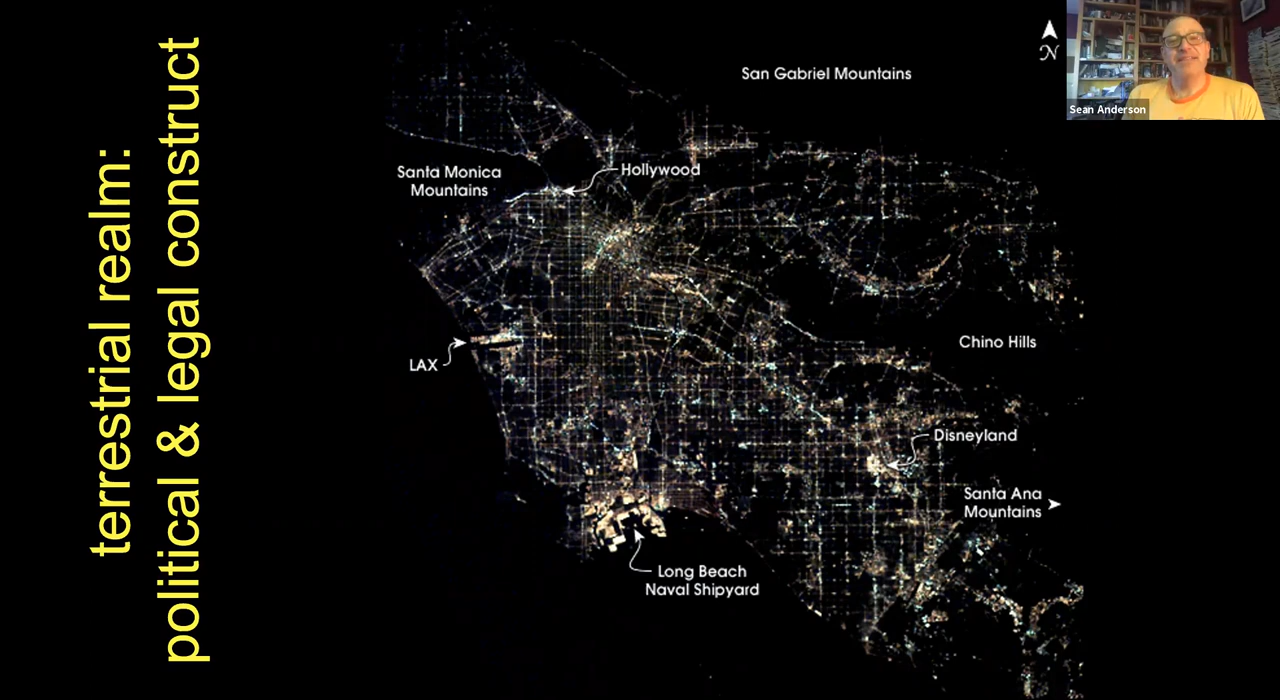 terrestrial realm:
political & legal construct
N
San Gabriel Mountains
Sean Anderson
Santa Monica
Mountains
Hollywood
LAX
Chino Hills
Disneyland
Santa Ana
Mountains
Long Beach
Naval Shipyard